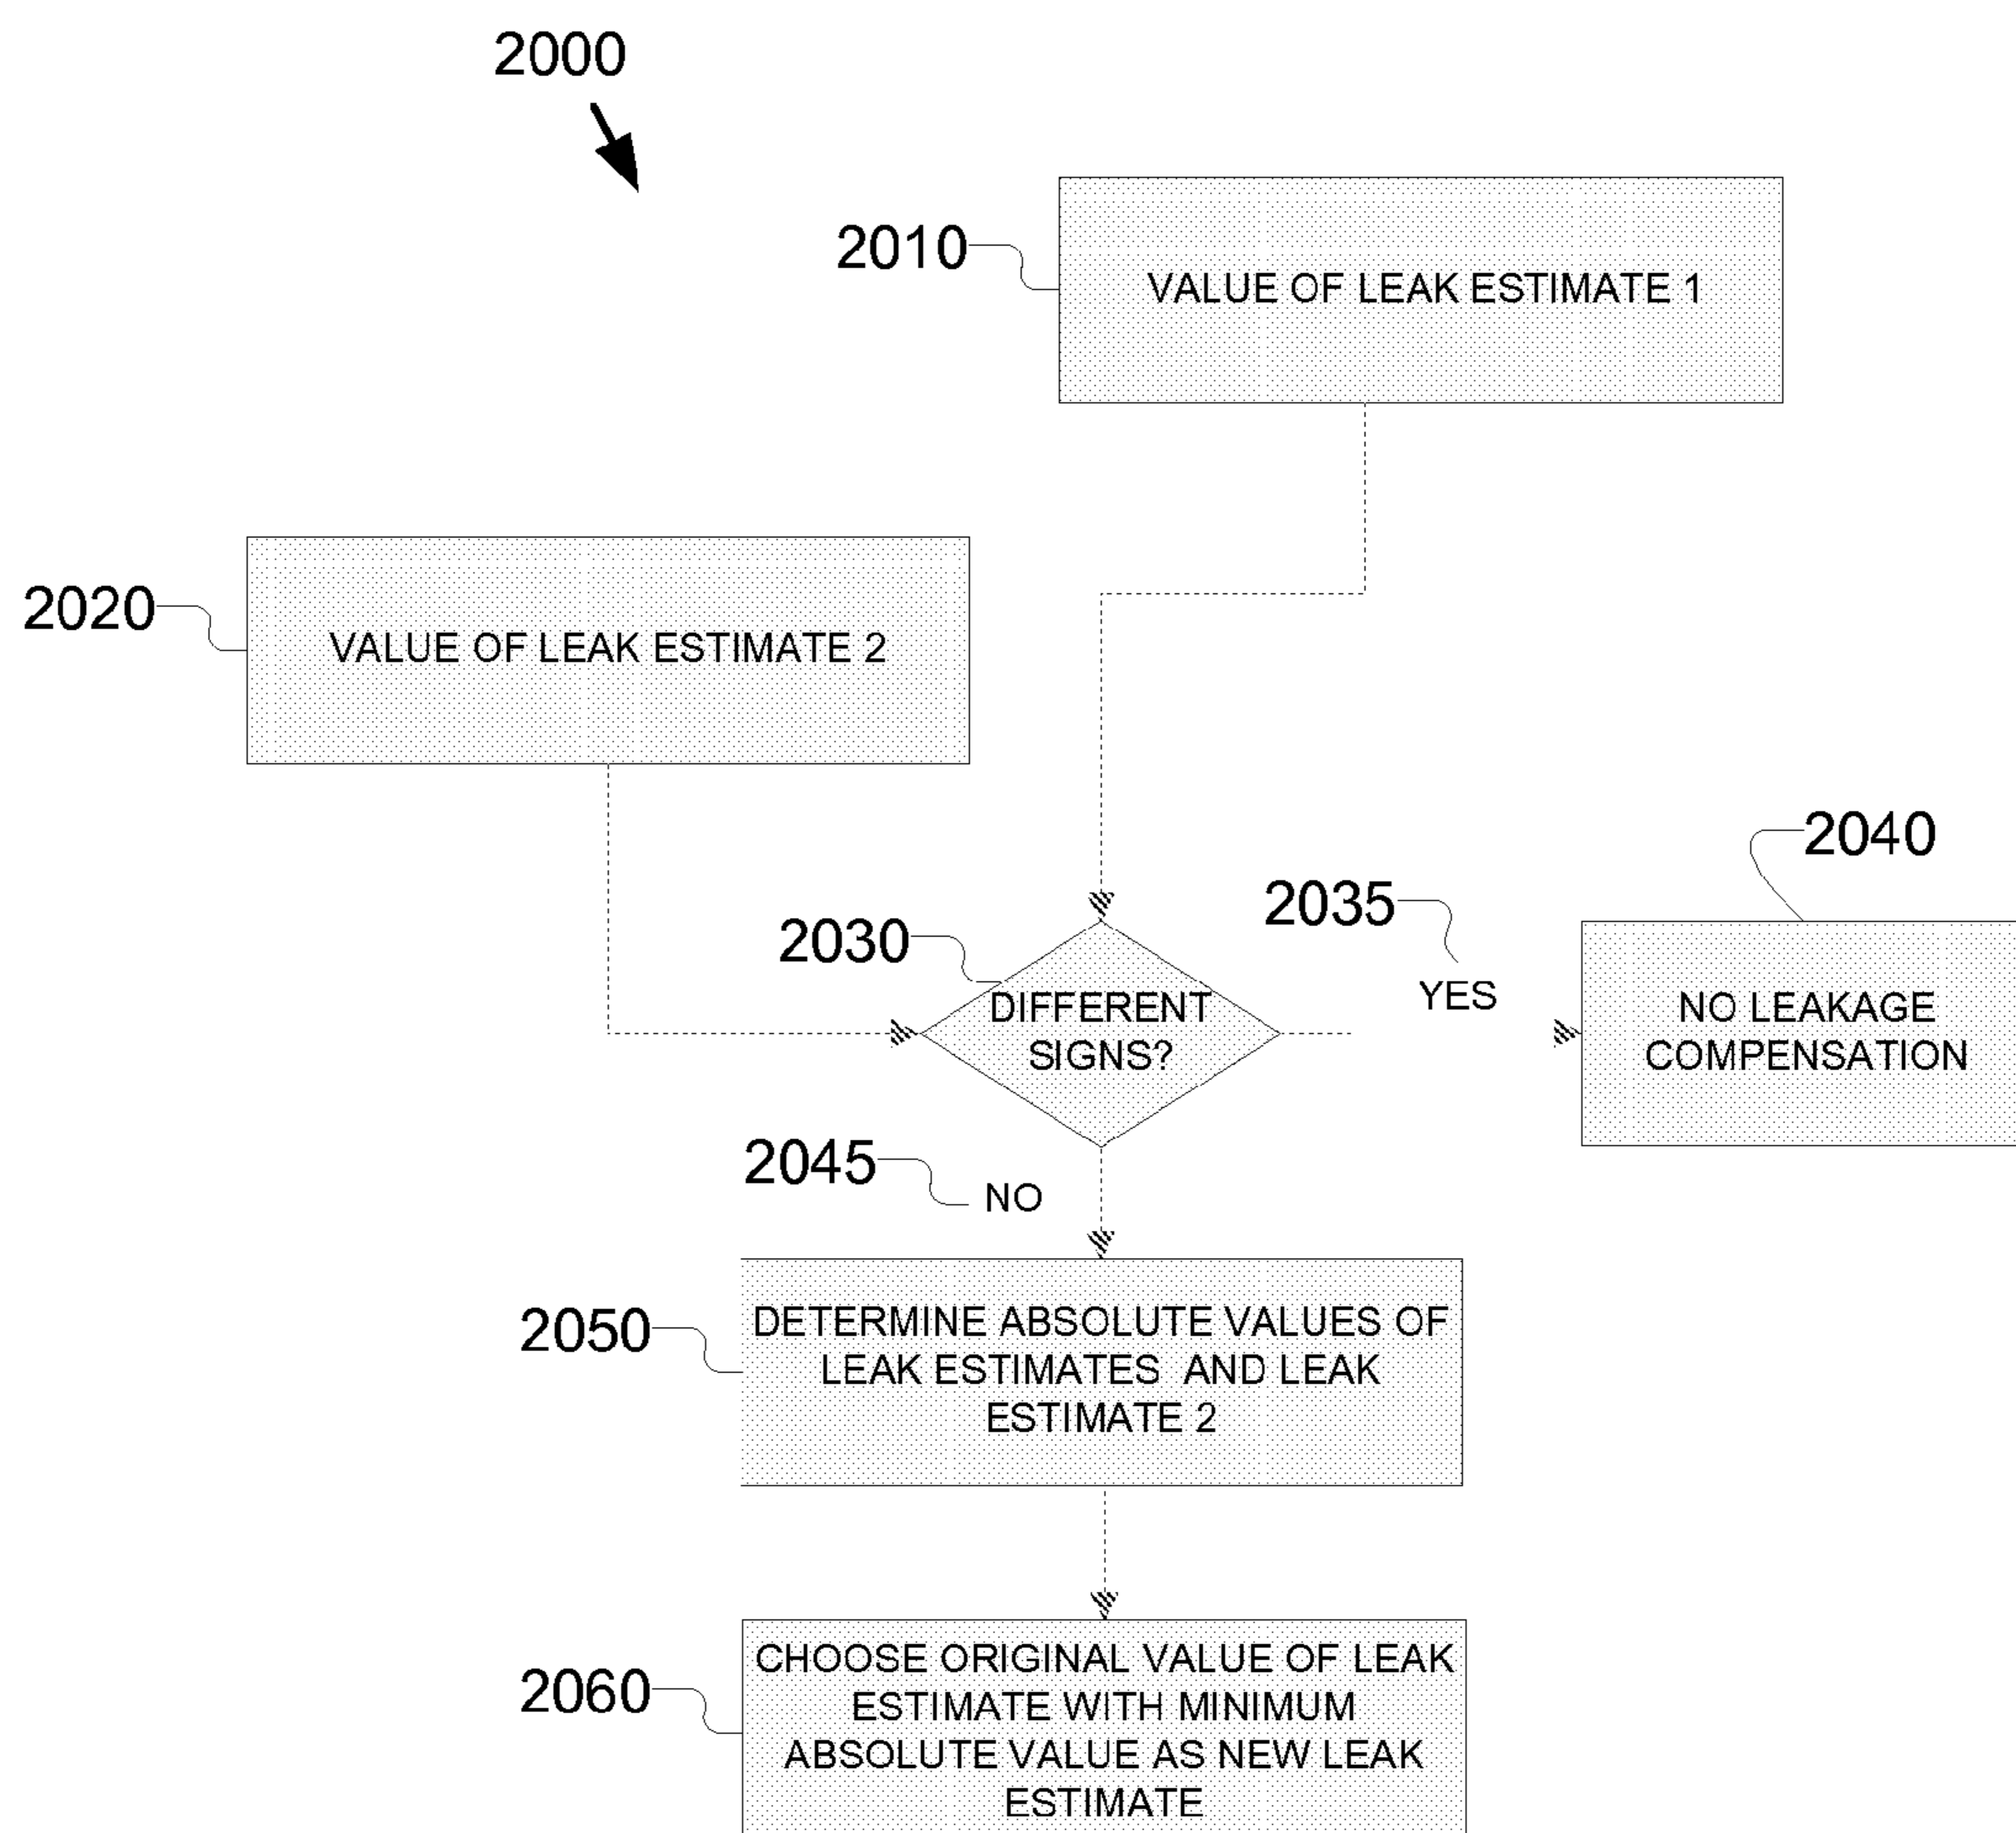 2000
2010
VALUE OF LEAK ESTIMATE 1
2020
VALUE OF LEAK ESTIMATE 2
2030
DIFFERENT
SIGNS?
2035
YES
2040
NO LEAKAGE
COMPENSATION
2045
NO
2050
DETERMINE ABSOLUTE VALUES OF
LEAK ESTIMATES AND LEAK
ESTIMATE 2
2060
CHOOSE ORIGINAL VALUE OF LEAK
ESTIMATE WITH MINIMUM
ABSOLUTE VALUE AS NEW LEAK
ESTIMATE